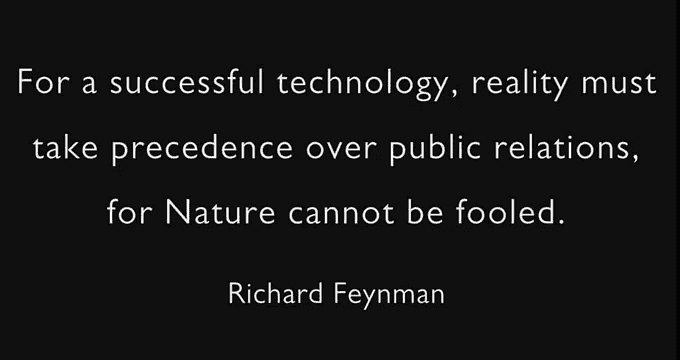 For a successful technology, reality must
take precedence over public relations,
for Nature cannot be fooled.
Richard Feynman